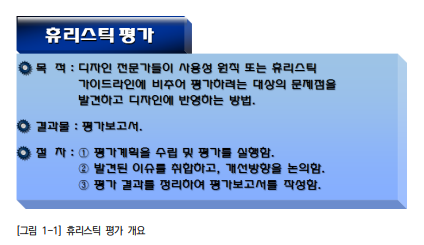 휴리스틱 평가
목 적 : 디자인 전문가들이 사용성 원칙 또는 휴리스틱
가이드라인에 비추어 평가하려는 대상의 문제점을
발견하고 디자인에 반영하는 방법.
결과물 : 평가보고서.
절 차 : ① 평가계획을 수립 및 평가를 실행함.
② 발견된 이슈를 취합하고, 개선방향을 논의함.
③ 평가 결과를 정리하여 평가보고서를 작성함.
[그림 1-1] 휴리스틱 평가 개요